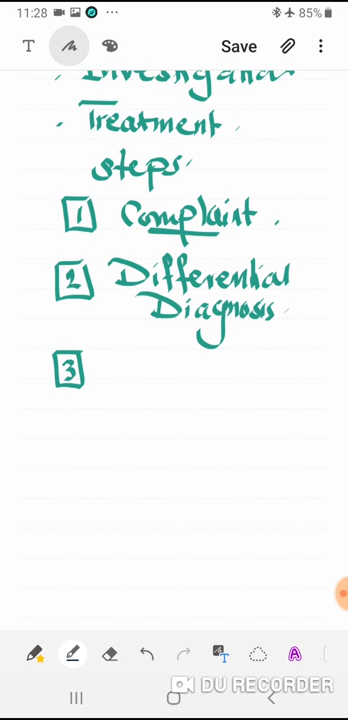 11:28 85%
T Save
Investigation
. Treatment.
steps.
1 Complaint.
2 Differential
Diagnosis.
3
T
A
DU RECORDER